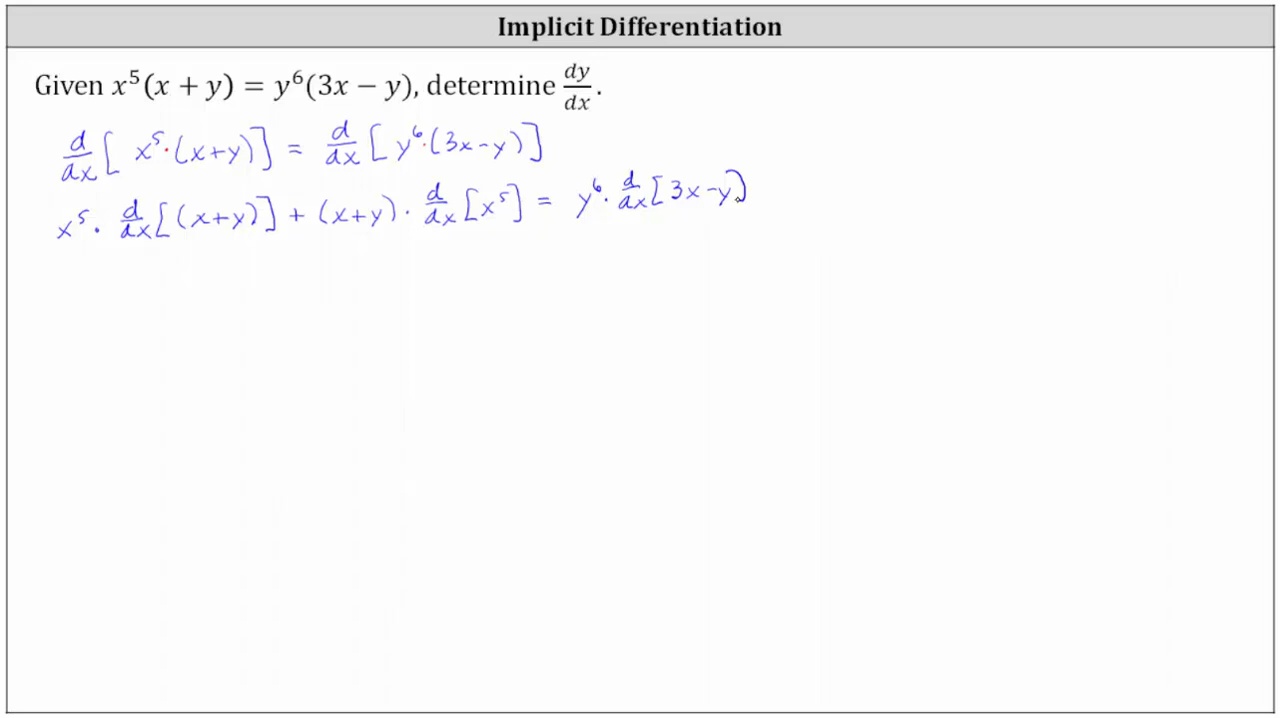 Implicit Differentiation
Given x⁵(x + y) = y⁶(3x − y), determine dy/dx.
d/dx [x⁵·(x+y)] = d/dx [y⁶·(3x−y)]
x⁵· d/dx [(x+y)] + (x+y)· d/dx [x⁵] = y⁶· d/dx [3x−y]